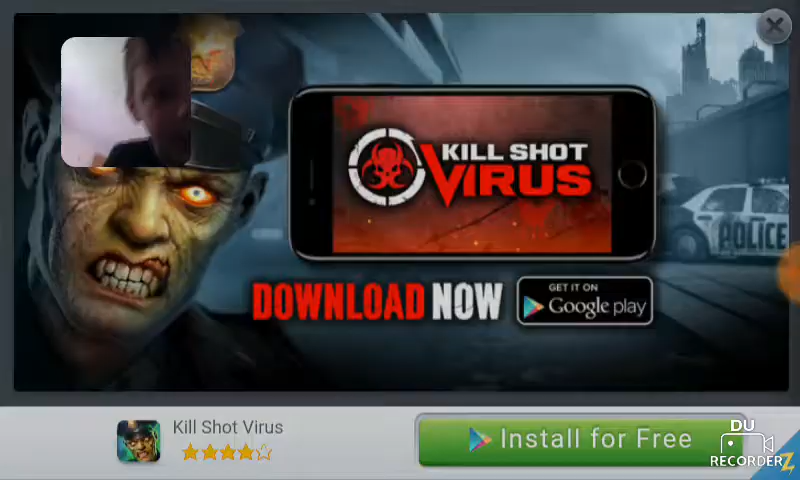 KILL SHOT
VIRUS
POLICE
DOWNLOAD NOW
GET IT ON
Google play
Kill Shot Virus
Install for Free
DU
RECORDER